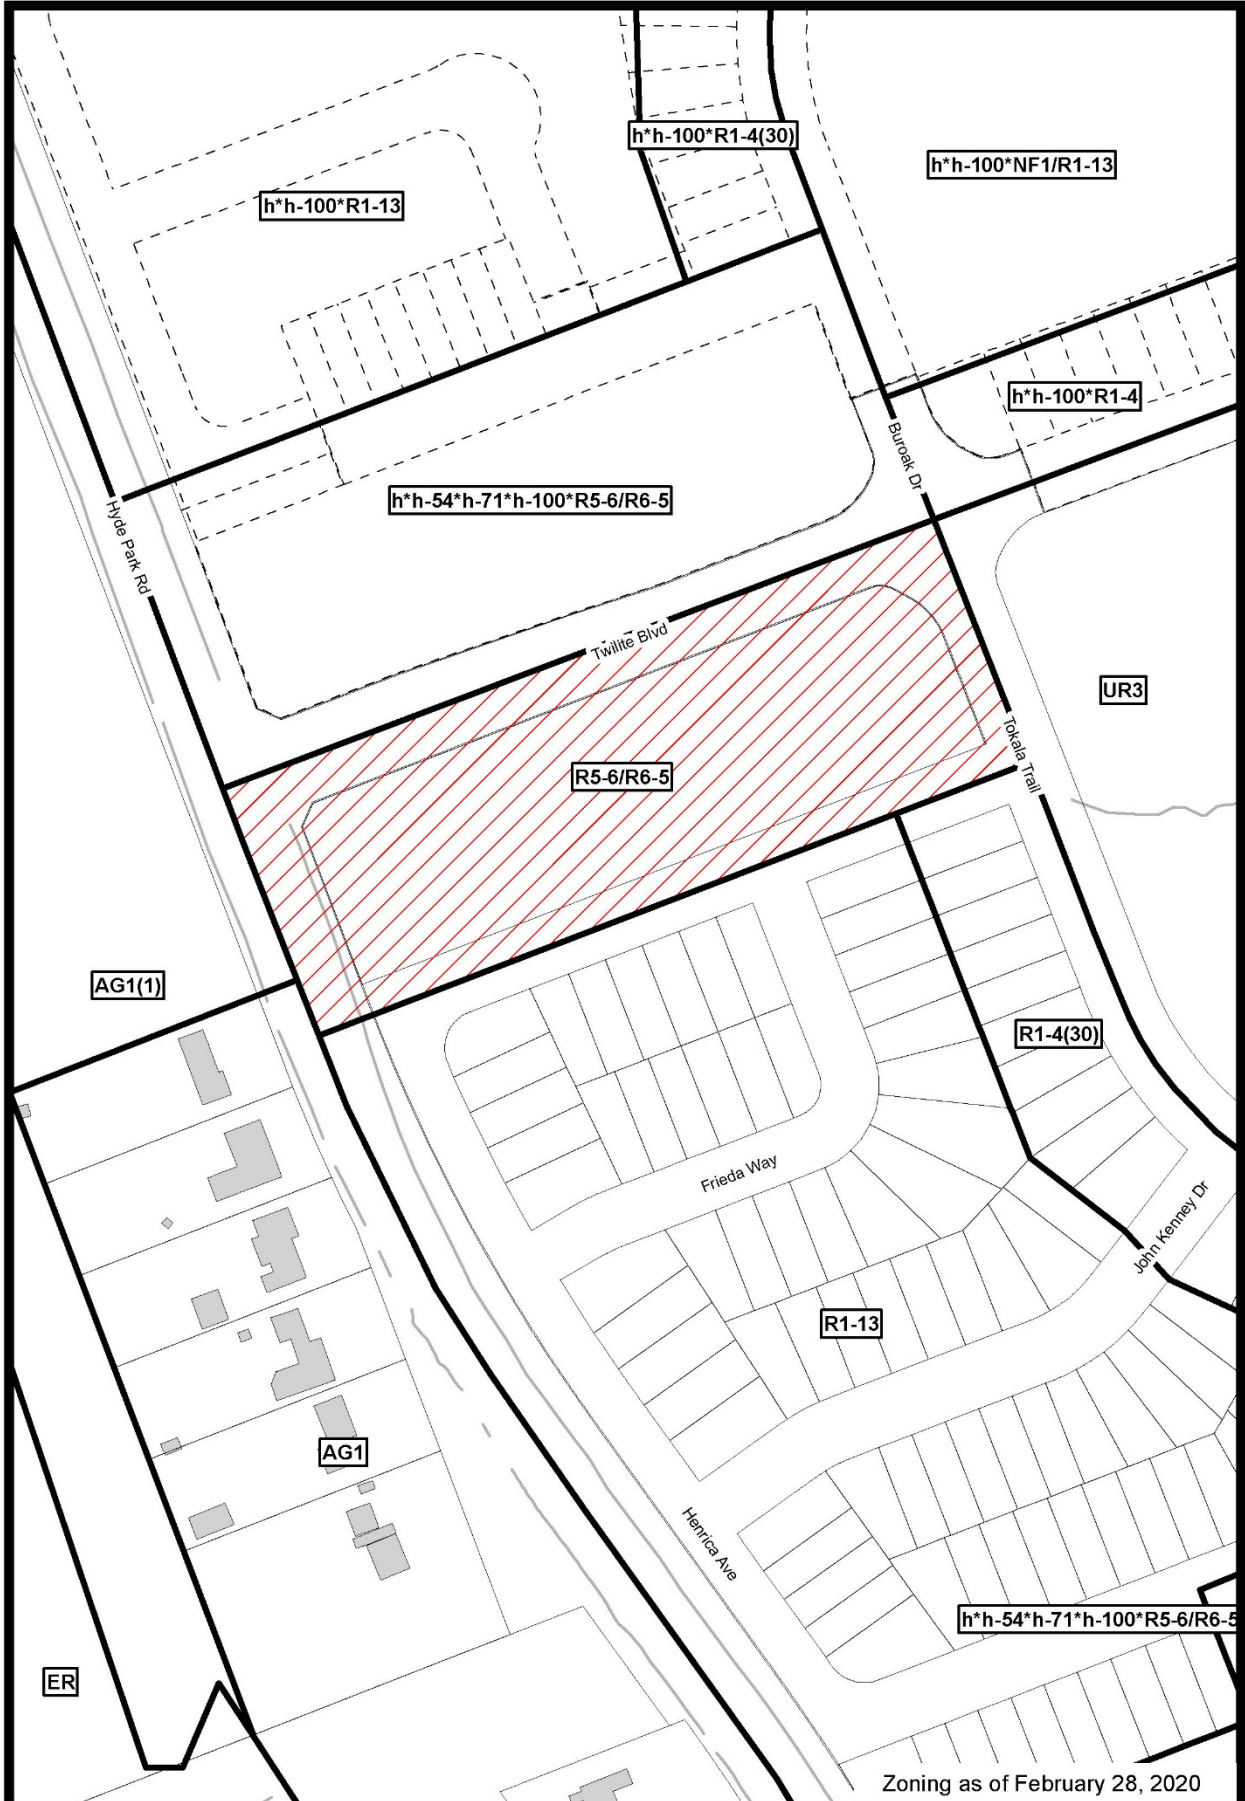 h*h-100*R1-4(30)
h*h-100*NF1/R1-13
h*h-100*R1-13
h*h-100*R1-4
Buroak Dr
h*h-54*h-71*h-100*R5-6/R6-5
Hyde Park Rd
Twilite Blvd
UR3
Tokala Trail
R5-6/R6-5
AG1(1)
R1-4(30)
Frieda Way
John Kenney Dr
R1-13
AG1
Henrica Ave
h*h-54*h-71*h-100*R5-6/R6-5
ER
Zoning as of February 28, 2020